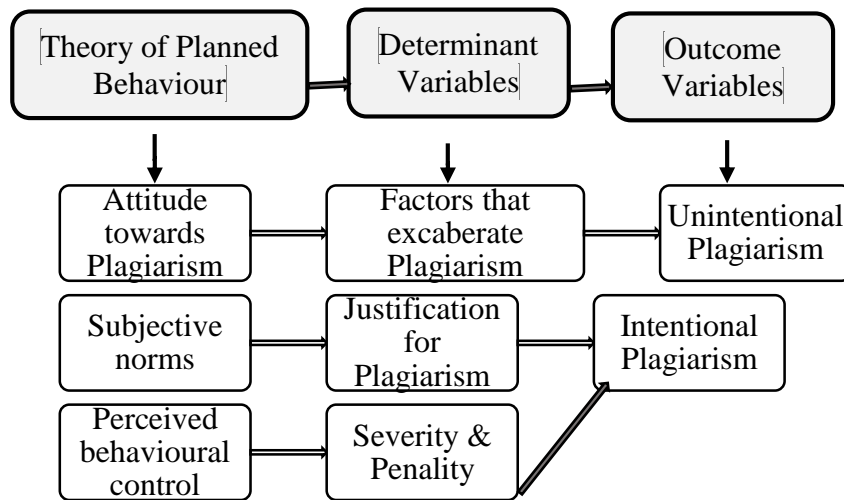 Theory of Planned
Behaviour
Determinant
Variables
Outcome
Variables
Attitude
towards
Plagiarism
Factors that
excaberate
Plagiarism
Unintentional
Plagiarism
Subjective
norms
Justification
for
Plagiarism
Intentional
Plagiarism
Perceived
behavioural
control
Severity &
Penality